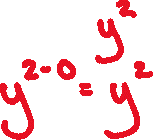 y²
y²⁻⁰ = y²